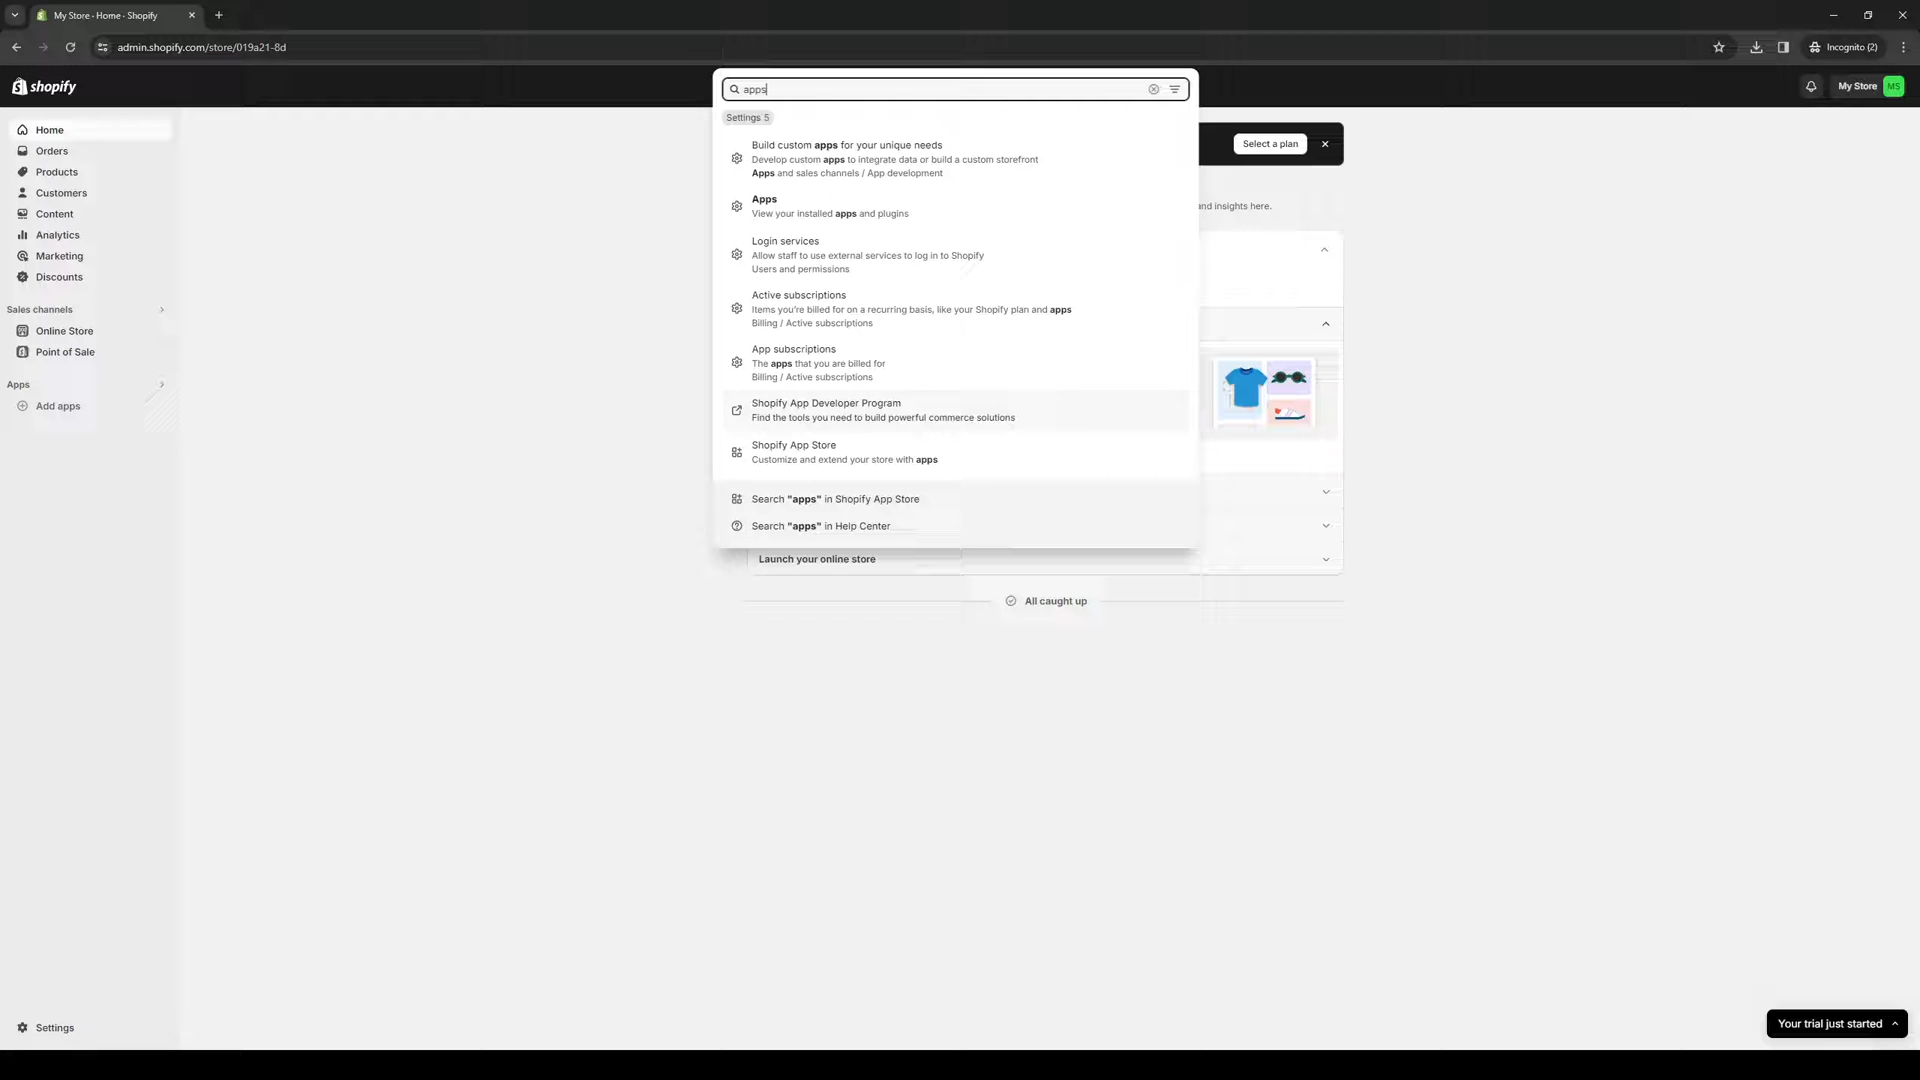 My Store - Home - Shopify
admin.shopify.com/store/019a21-8d
Incognito (2)
shopify
My Store
MS
apps
Settings 5
Build custom apps for your unique needs
Develop custom apps to integrate data or build a custom storefront
Apps and sales channels / App development
Apps
View your installed apps and plugins
Login services
Allow staff to use external services to log in to Shopify
Users and permissions
Active subscriptions
Items you're billed for on a recurring basis, like your Shopify plan and apps
Billing / Active subscriptions
App subscriptions
The apps that you are billed for
Billing / Active subscriptions
Shopify App Developer Program
Find the tools you need to build powerful commerce solutions
Shopify App Store
Customize and extend your store with apps
Search "apps" in Shopify App Store
Search "apps" in Help Center
Home
Orders
Products
Customers
Content
Analytics
Marketing
Discounts
Sales channels
Online Store
Point of Sale
Apps
Add apps
Settings
Select a plan
and insights here.
Launch your online store
All caught up
Your trial just started